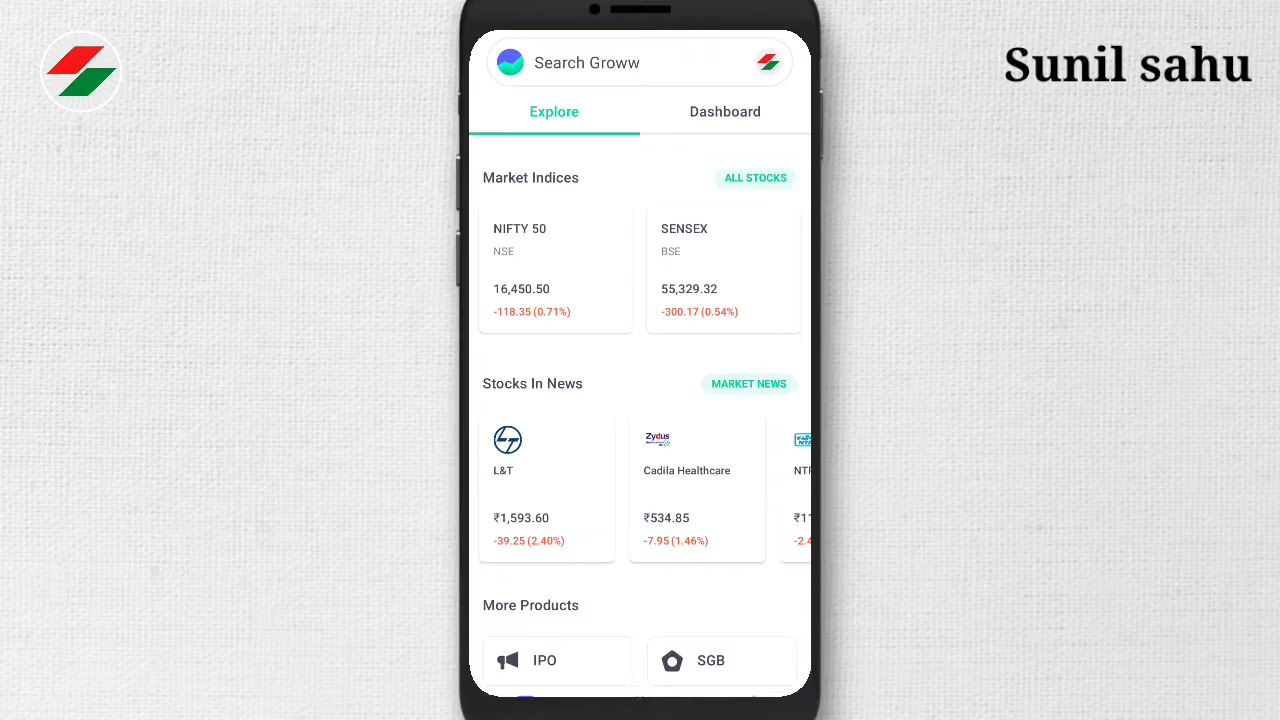 Sunil sahu
Search Groww
Explore Dashboard
Market Indices ALL STOCKS
NIFTY 50 SENSEX
NSE BSE
16,450.50 55,329.32
-118.35 (0.71%) -300.17 (0.54%)
Stocks In News MARKET NEWS
Zydus
L&T Cadila Healthcare
₹1,593.60 ₹534.85
-39.25 (2.40%) -7.95 (1.46%)
More Products
IPO SGB